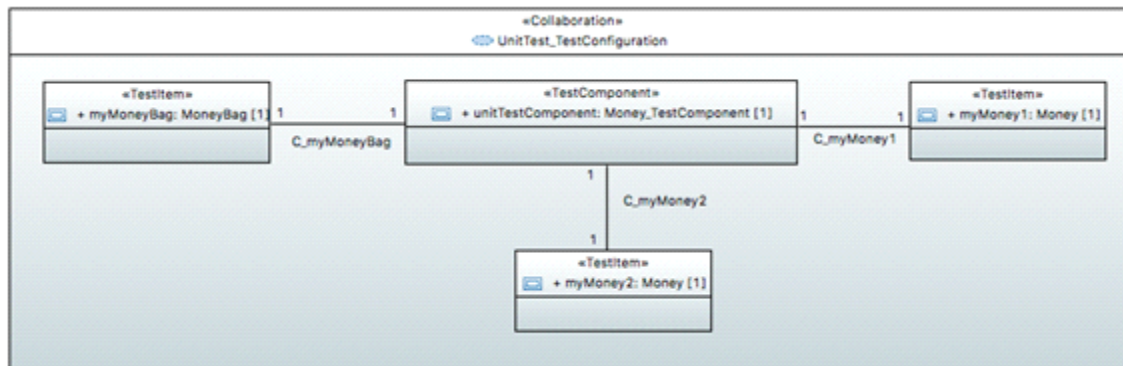 «Collaboration»
UnitTest_TestConfiguration
«TestItem»
+ myMoneyBag: MoneyBag [1]
«TestComponent»
+ unitTestComponent: Money_TestComponent [1]
«TestItem»
+ myMoney1: Money [1]
1
1
C_myMoneyBag
1
1
C_myMoney1
1
C_myMoney2
1
«TestItem»
+ myMoney2: Money [1]